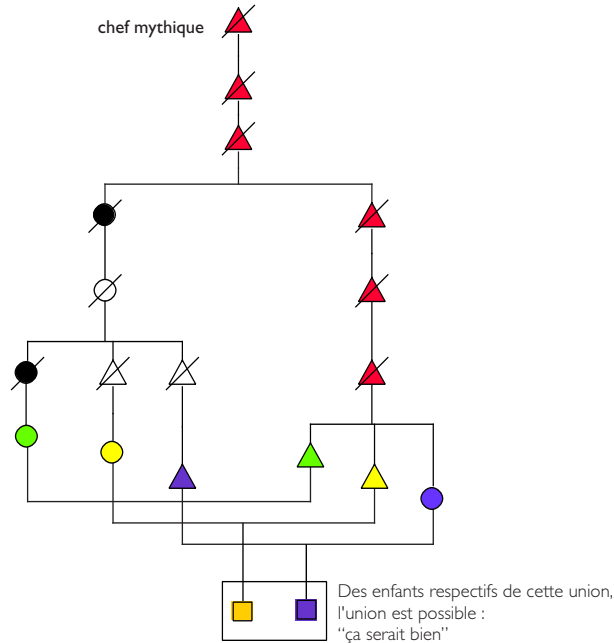 chef mythique
Des enfants respectifs de cette union,
l'union est possible :
“ça serait bien”